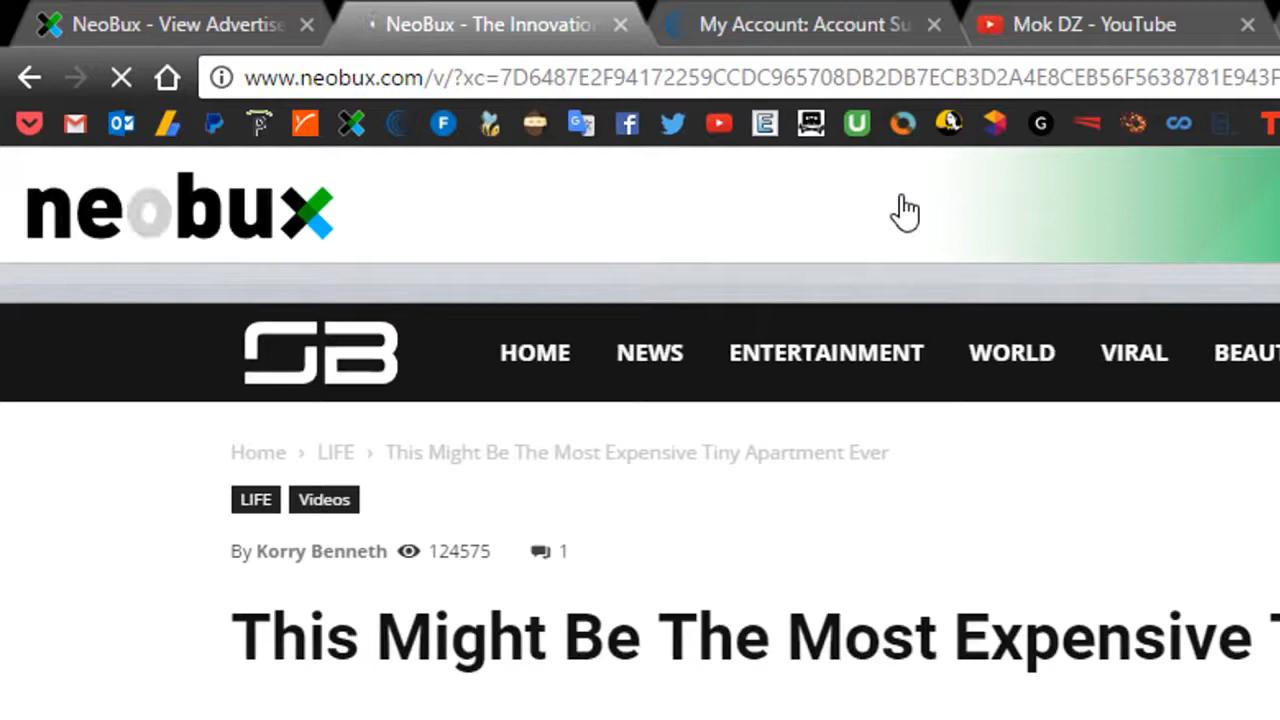 NeoBux - View Advertise
NeoBux - The Innovatio
My Account: Account Su
Mok DZ - YouTube
www.neobux.com/v/?xc=7D6487E2F94172259CCDC965708DB2DB7ECB3D2A4E8CEB56F5638781E943F
neobux
SB
HOME
NEWS
ENTERTAINMENT
WORLD
VIRAL
BEAU
Home › LIFE › This Might Be The Most Expensive Tiny Apartment Ever
LIFE
Videos
By Korry Benneth 124575 1
This Might Be The Most Expensive